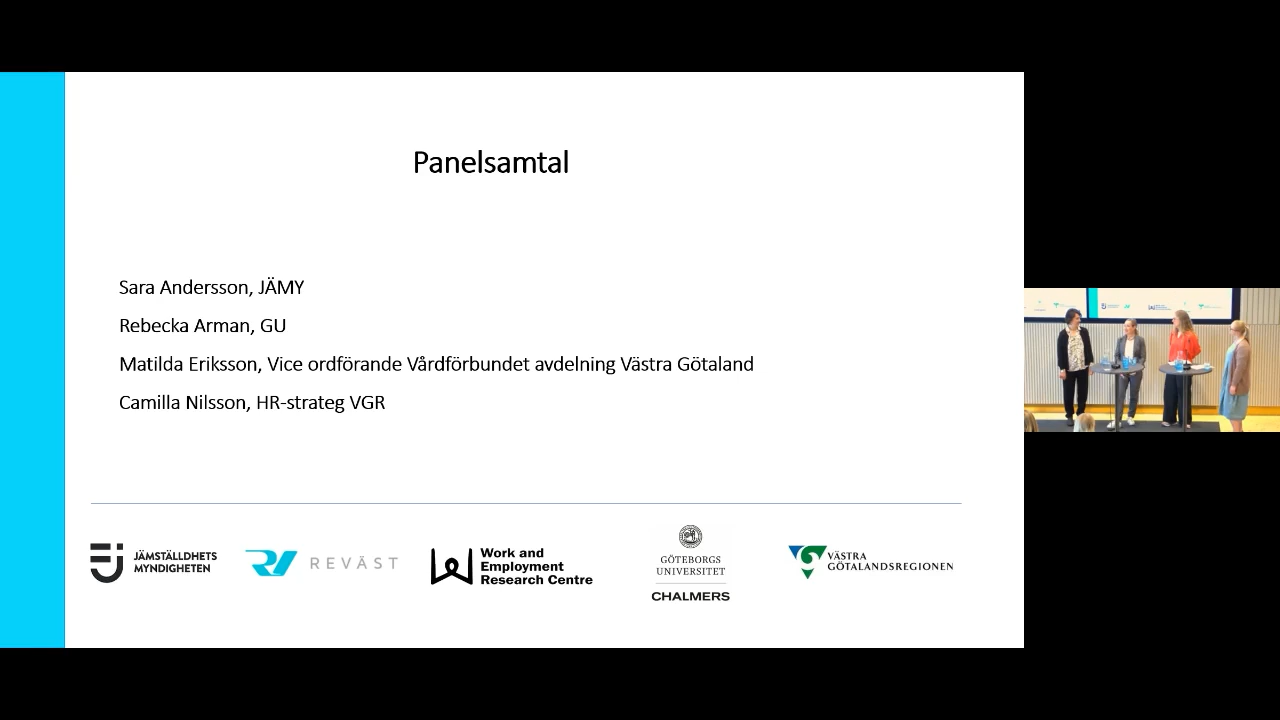 Panelsamtal
Sara Andersson, JÄMY
Rebecka Arman, GU
Matilda Eriksson, Vice ordförande Vårdförbundet avdelning Västra Götaland
Camilla Nilsson, HR-strateg VGR
JÄMSTÄLLDHETS
MYNDIGHETEN
REVÄST
Work and
Employment
Research Centre
GÖTEBORGS
UNIVERSITET
CHALMERS
VÄSTRA
GÖTALANDSREGIONEN